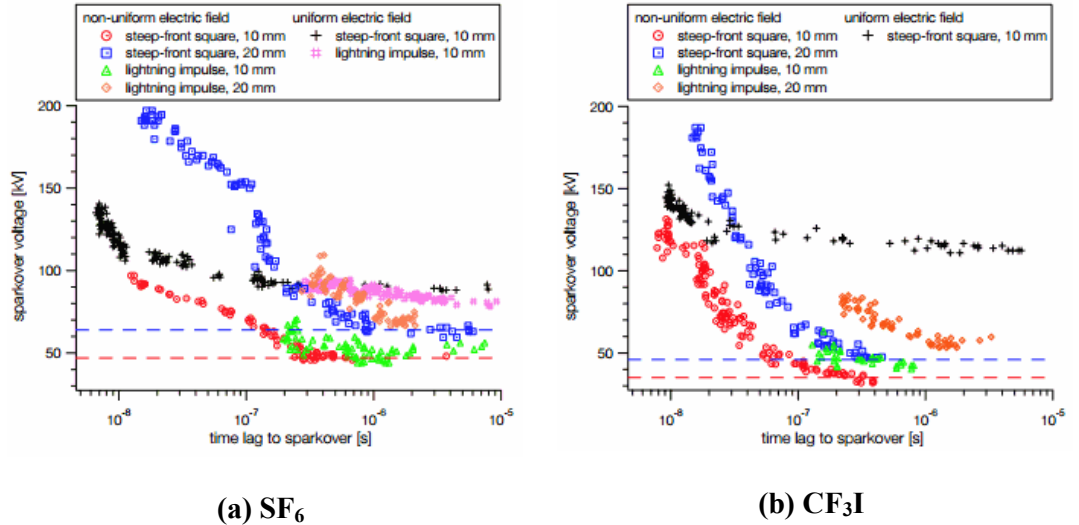 non-uniform electric field uniform electric field
steep-front square, 10 mm steep-front square, 10 mm
steep-front square, 20 mm lightning impulse, 10 mm
lightning impulse, 10 mm
lightning impulse, 20 mm
200
150
100
50
sparkover voltage [kV]
10⁻⁸ 10⁻⁷ 10⁻⁶ 10⁻⁵
time lag to sparkover [s]
(a) SF₆
non-uniform electric field uniform electric field
steep-front square, 10 mm steep-front square, 10 mm
steep-front square, 20 mm
lightning impulse, 10 mm
lightning impulse, 20 mm
200
150
100
50
sparkover voltage [kV]
10⁻⁸ 10⁻⁷ 10⁻⁶ 10⁻⁵
time lag to sparkover [s]
(b) CF₃I